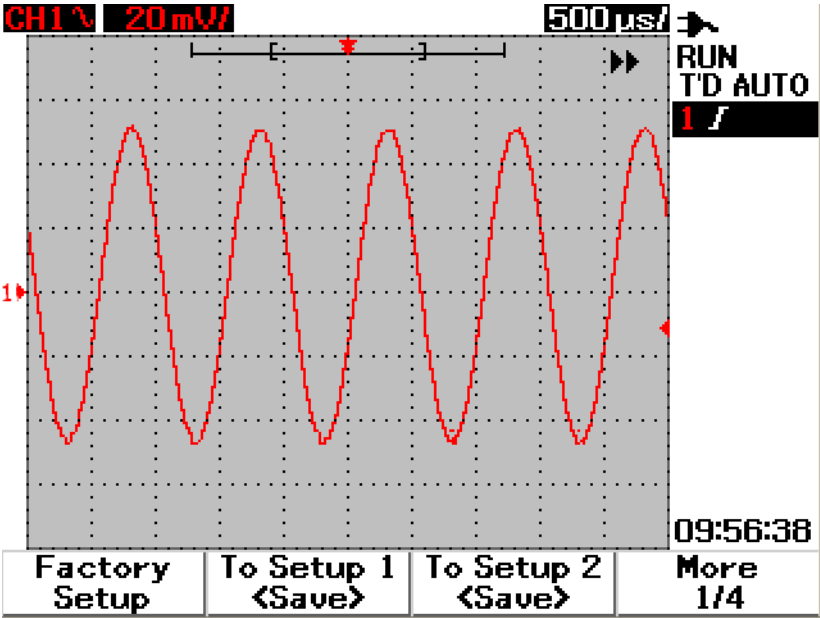 CH1 20 mV/ 500 µs/
RUN
T'D AUTO
1
1
09:56:38
Factory Setup
To Setup 1 <Save>
To Setup 2 <Save>
More 1/4